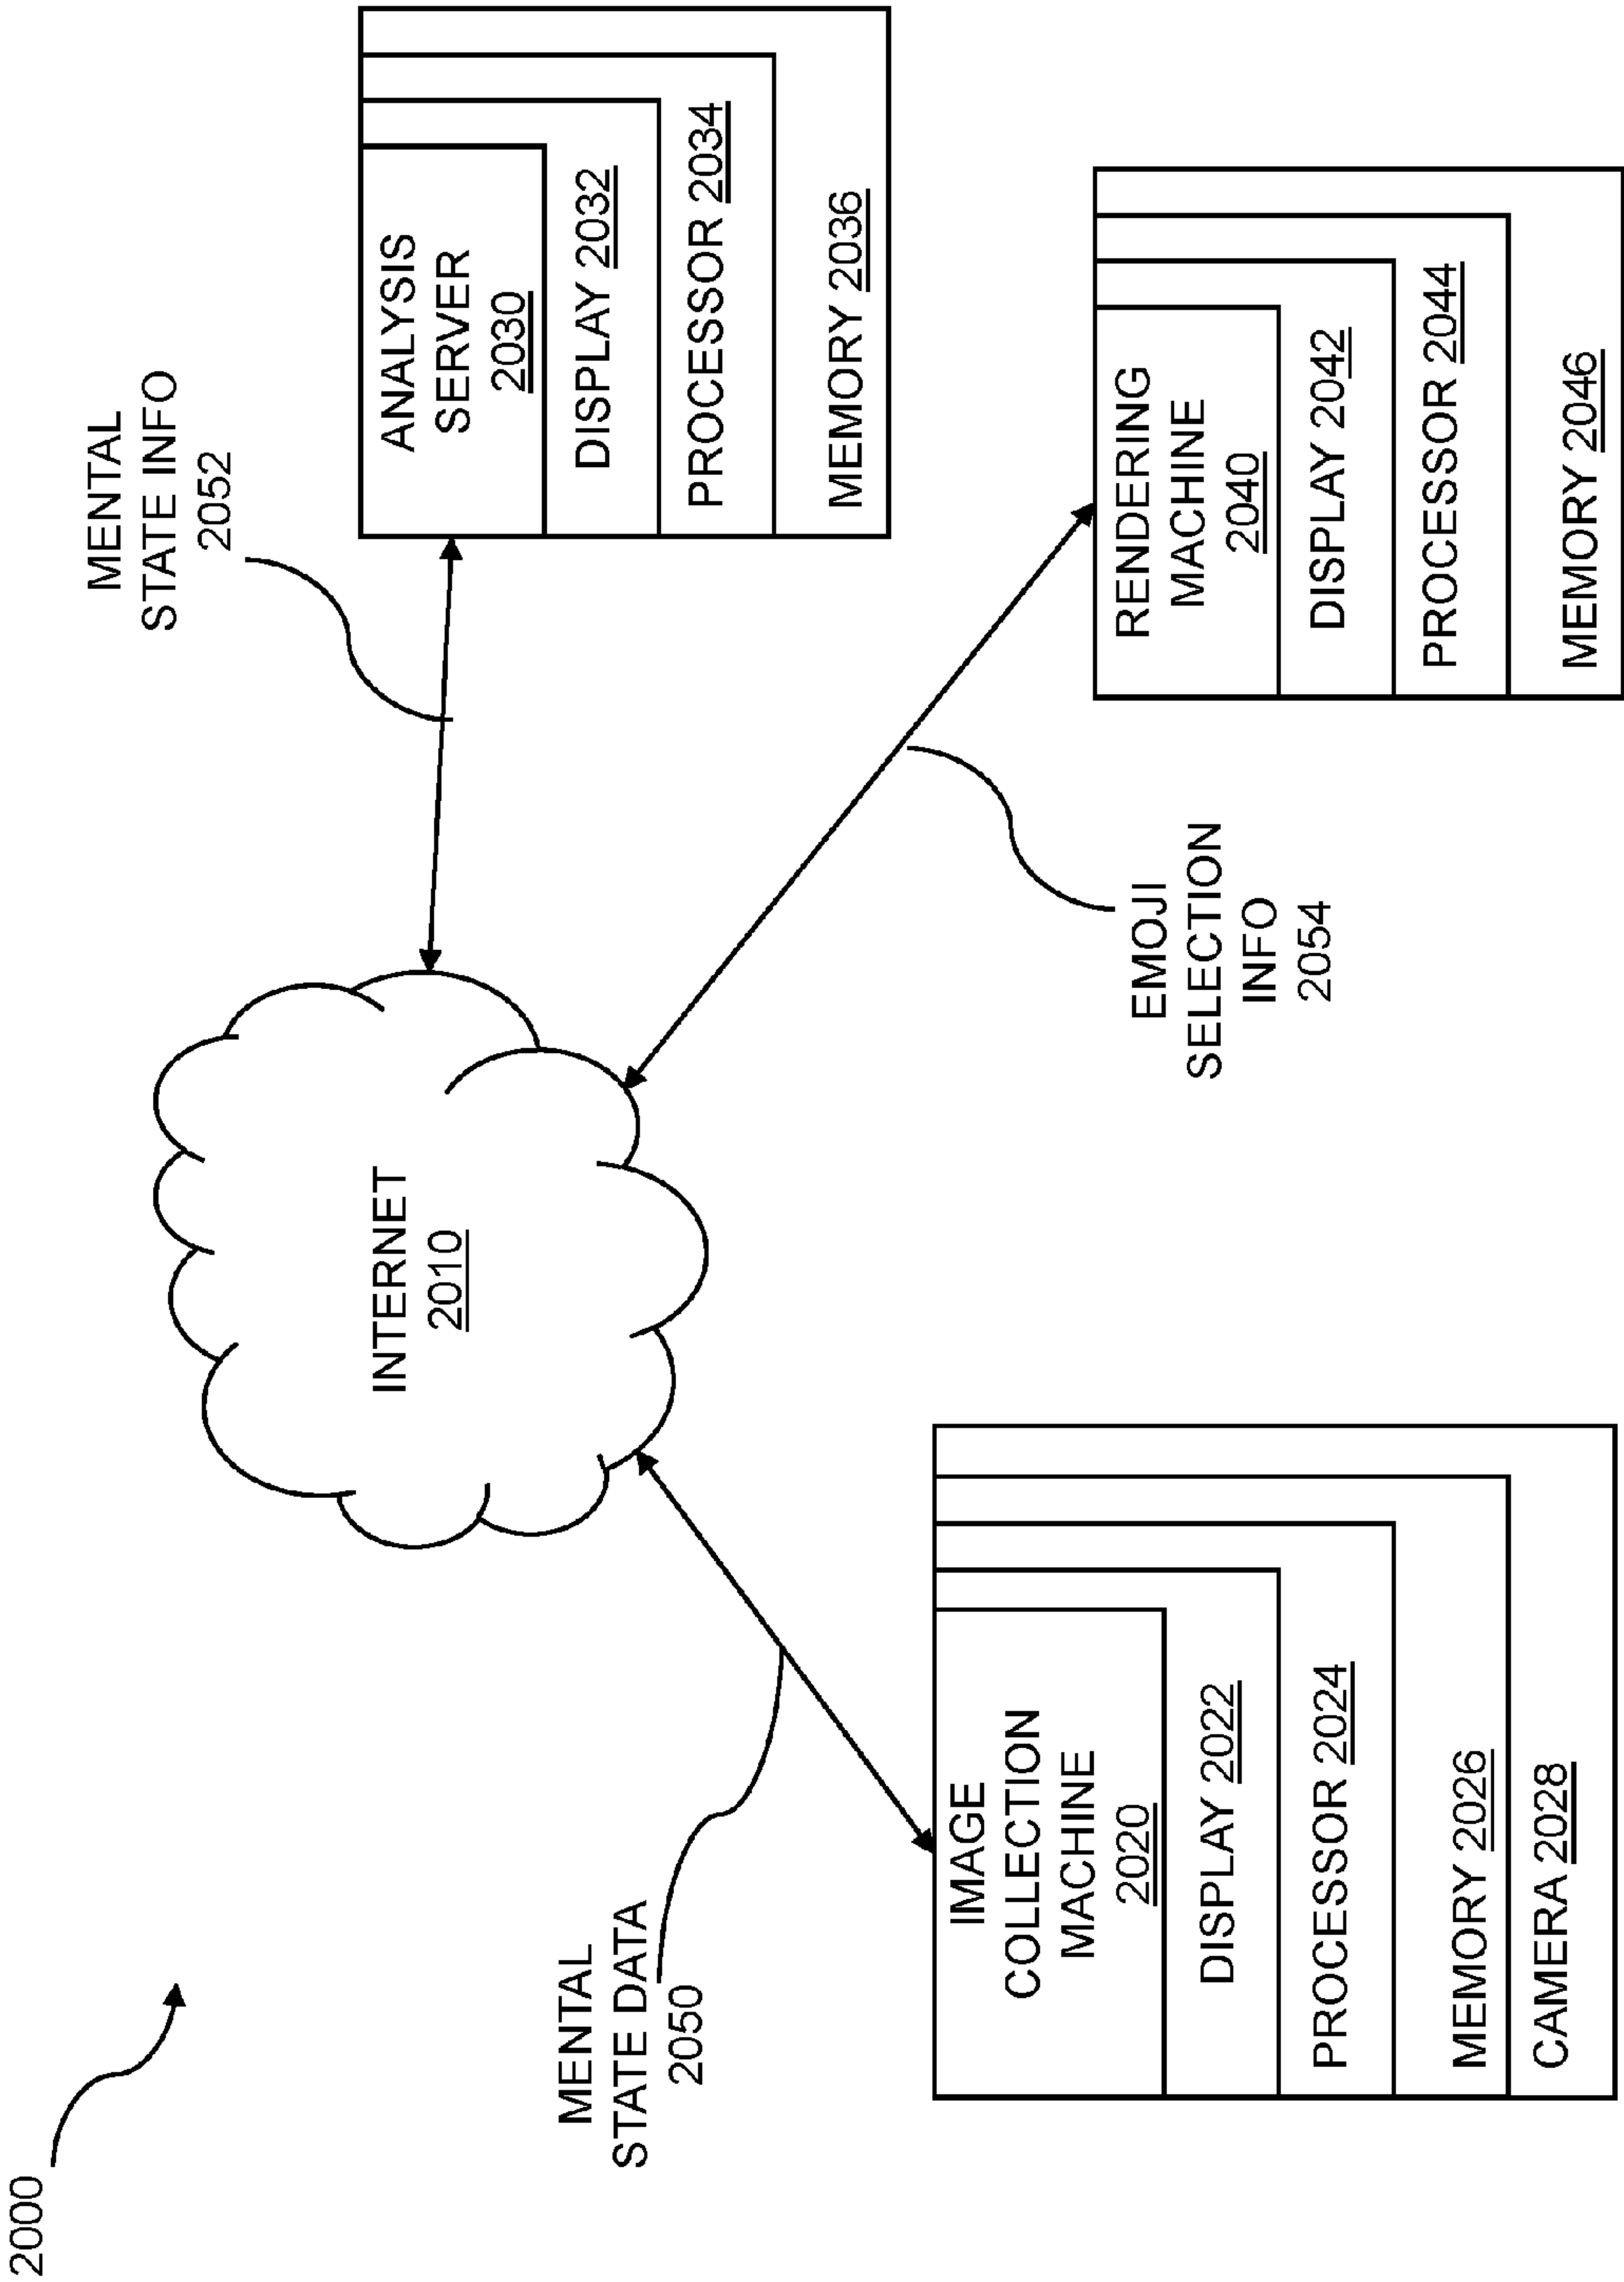 2000
INTERNET
2010
MENTAL
STATE DATA
2050
MENTAL
STATE INFO
2052
EMOJI
SELECTION
INFO
2054
IMAGE
COLLECTION
MACHINE
2020
DISPLAY 2022
PROCESSOR 2024
MEMORY 2026
CAMERA 2028
ANALYSIS
SERVER
2030
DISPLAY 2032
PROCESSOR 2034
MEMORY 2036
RENDERING
MACHINE
2040
DISPLAY 2042
PROCESSOR 2044
MEMORY 2046